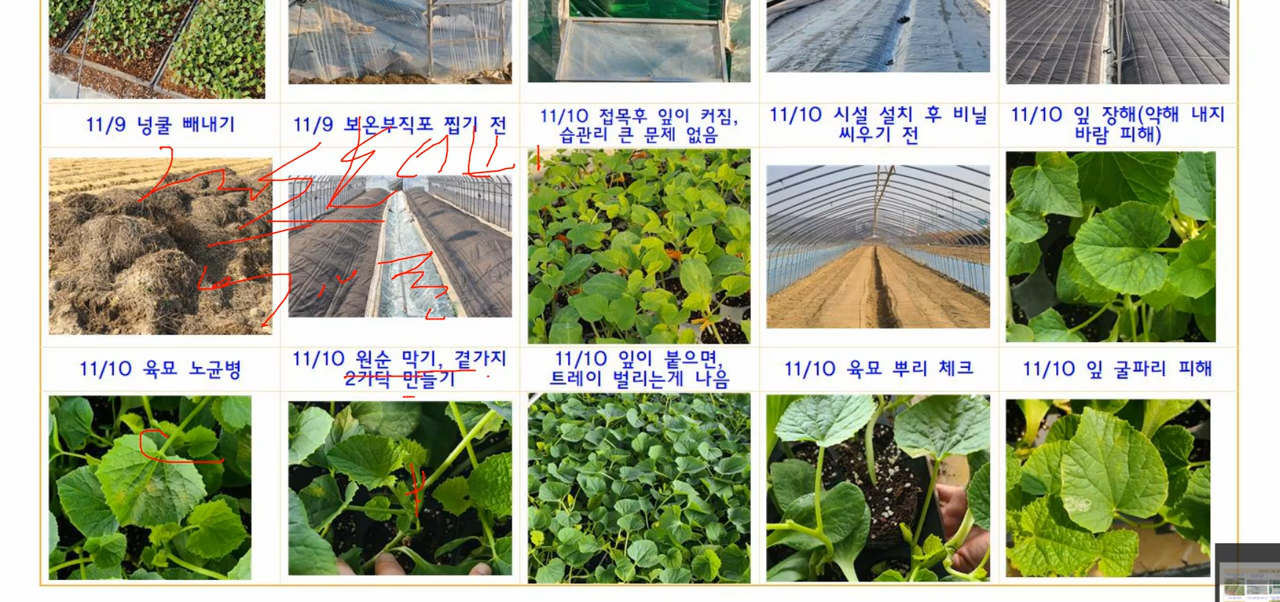 11/9 넝쿨 빼내기
11/9 보온부직포 찝기 전
11/10 접목후 잎이 커짐,
습관리 큰 문제 없음
11/10 시설 설치 후 비닐
씌우기 전
11/10 잎 장해(약해 내지
바람 피해)
11/10 육묘 노균병
11/10 원순 막기, 곁가지
2가닥 만들기
11/10 잎이 붙으면,
트레이 벌리는게 나음
11/10 육묘 뿌리 체크
11/10 잎 굴파리 피해